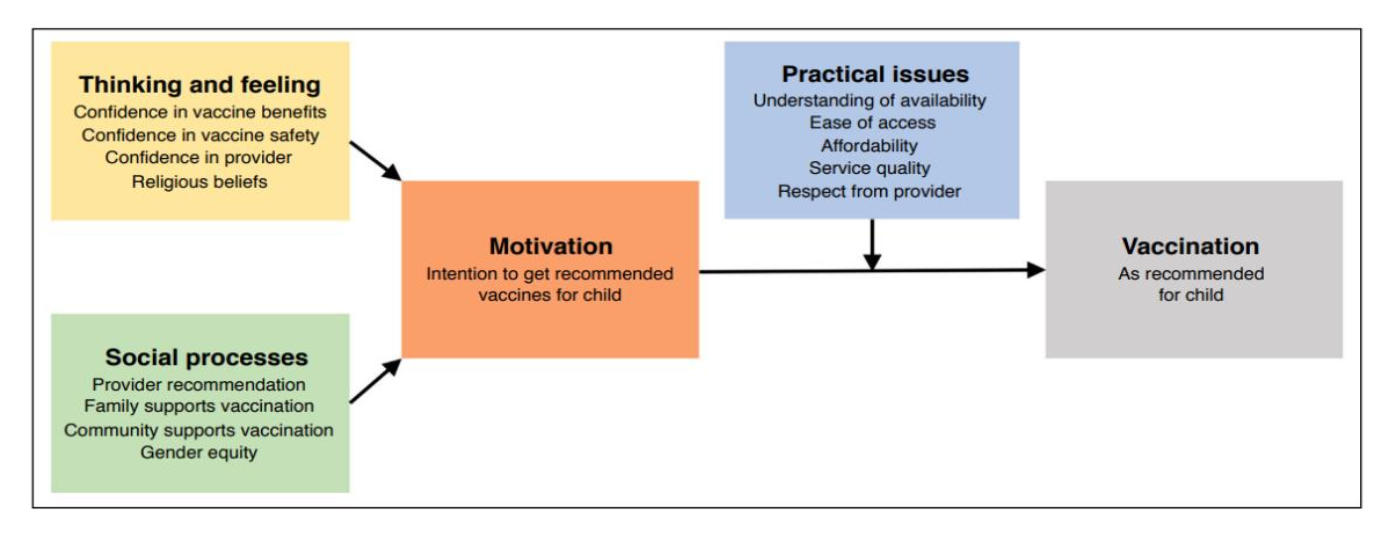 Thinking and feeling
Confidence in vaccine benefits
Confidence in vaccine safety
Confidence in provider
Religious beliefs
Social processes
Provider recommendation
Family supports vaccination
Community supports vaccination
Gender equity
Motivation
Intention to get recommended
vaccines for child
Practical issues
Understanding of availability
Ease of access
Affordability
Service quality
Respect from provider
Vaccination
As recommended
for child